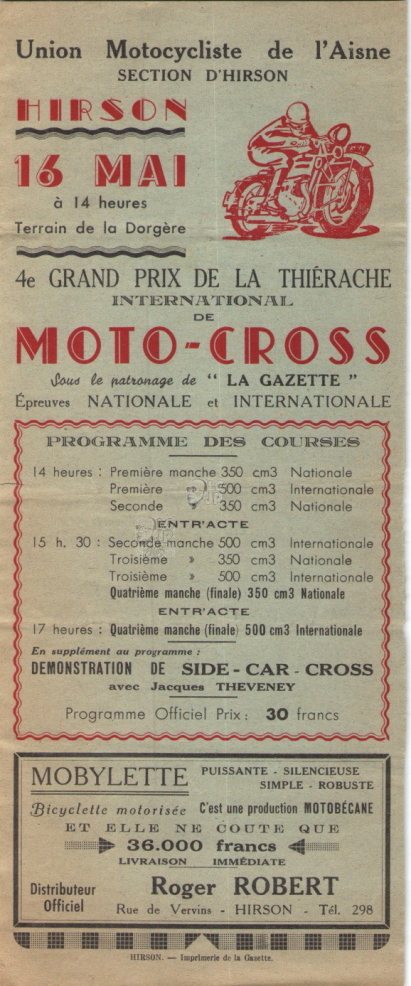 Union Motocycliste de l'Aisne
SECTION D'HIRSON
HIRSON
16 MAI
à 14 heures
Terrain de la Dorgère
4e GRAND PRIX DE LA THIÉRACHE
INTERNATIONAL
DE
MOTO-CROSS
Sous le patronage de " LA GAZETTE "
Épreuves NATIONALE et INTERNATIONALE
PROGRAMME DES COURSES
14 heures : Première manche 350 cm3 Nationale
Première » 500 cm3 Internationale
Seconde » 350 cm3 Nationale
ENTR'ACTE
15 h. 30 : Seconde manche 500 cm3 Internationale
Troisième » 350 cm3 Nationale
Troisième » 500 cm3 Internationale
Quatrième manche (finale) 350 cm3 Nationale
ENTR'ACTE
17 heures : Quatrième manche (finale) 500 cm3 Internationale
En supplément au programme :
DEMONSTRATION DE SIDE-CAR-CROSS
avec Jacques THEVENEY
Programme Officiel Prix : 30 francs
MOBYLETTE PUISSANTE - SILENCIEUSE
SIMPLE - ROBUSTE
Bicyclette motorisée C'est une production MOTOBÉCANE
ET ELLE NE COUTE QUE
36.000 francs
LIVRAISON IMMÉDIATE
Distributeur Officiel Roger ROBERT
Rue de Vervins - HIRSON - Tél. 298
HIRSON. — Imprimerie de la Gazette.